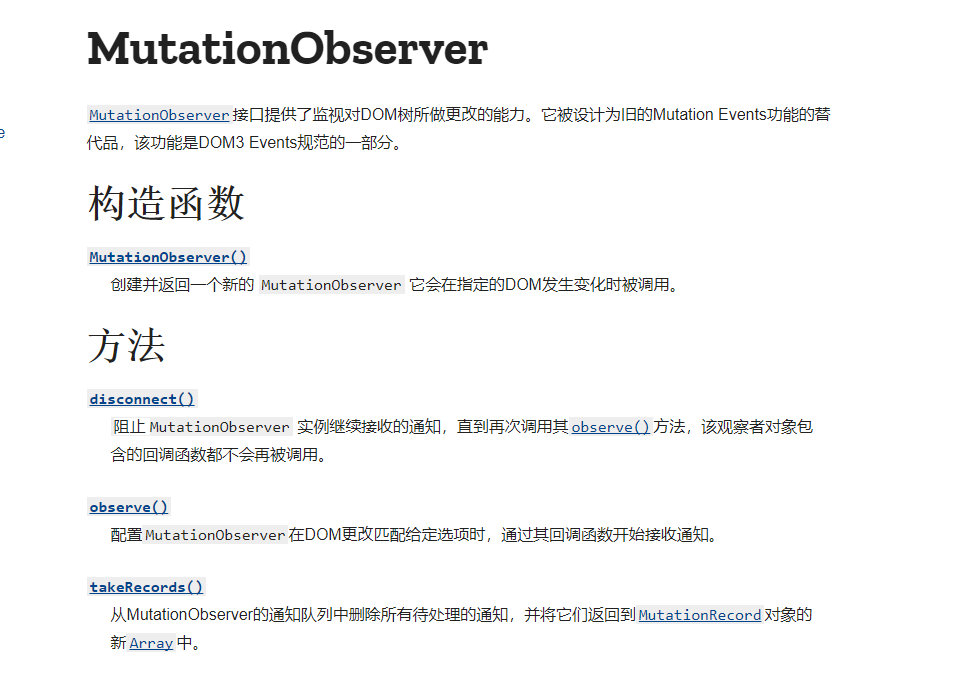 MutationObserver
MutationObserver接口提供了监视对DOM树所做更改的能力。它被设计为旧的Mutation Events功能的替
e
代品，该功能是DOM3 Events规范的一部分。
构造函数
MutationObserver()
创建并返回一个新的 MutationObserver 它会在指定的DOM发生变化时被调用。
方法
disconnect()
阻止 MutationObserver 实例继续接收的通知，直到再次调用其observe()方法，该观察者对象包
含的回调函数都不会再被调用。
observe()
配置MutationObserver在DOM更改匹配给定选项时，通过其回调函数开始接收通知。
takeRecords()
从MutationObserver的通知队列中删除所有待处理的通知，并将它们返回到MutationRecord对象的
新Array中。